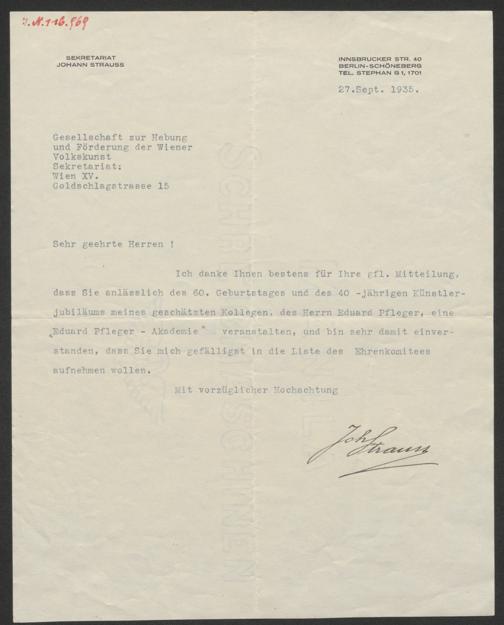 J.N.116.969
SEKRETARIAT
JOHANN STRAUSS
INNSBRUCKER STR. 40
BERLIN-SCHÖNEBERG
TEL. STEPHAN G 1, 1701
27.Sept. 1935.
Gesellschaft zur Hebung
und Förderung der Wiener
Volkskunst
Sekretariat:
Wien XV.
Goldschlagstrasse 15
Sehr geehrte Herren !
Ich danke Ihnen bestens für Ihre gfl. Mitteilung,
dass Sie anlässlich des 60. Geburtstages und des 40 -jährigen Künstler-
jubiläums meines geschätzten Kollegen, des Herrn Eduard Pfleger, eine
„Eduard Pfleger - Akademie" veranstalten, und bin sehr damit einver-
standen, dass Sie mich gefälligst in die Liste des Ehrenkomitees
aufnehmen wollen.
Mit vorzüglicher Hochachtung
Joh. Strauss